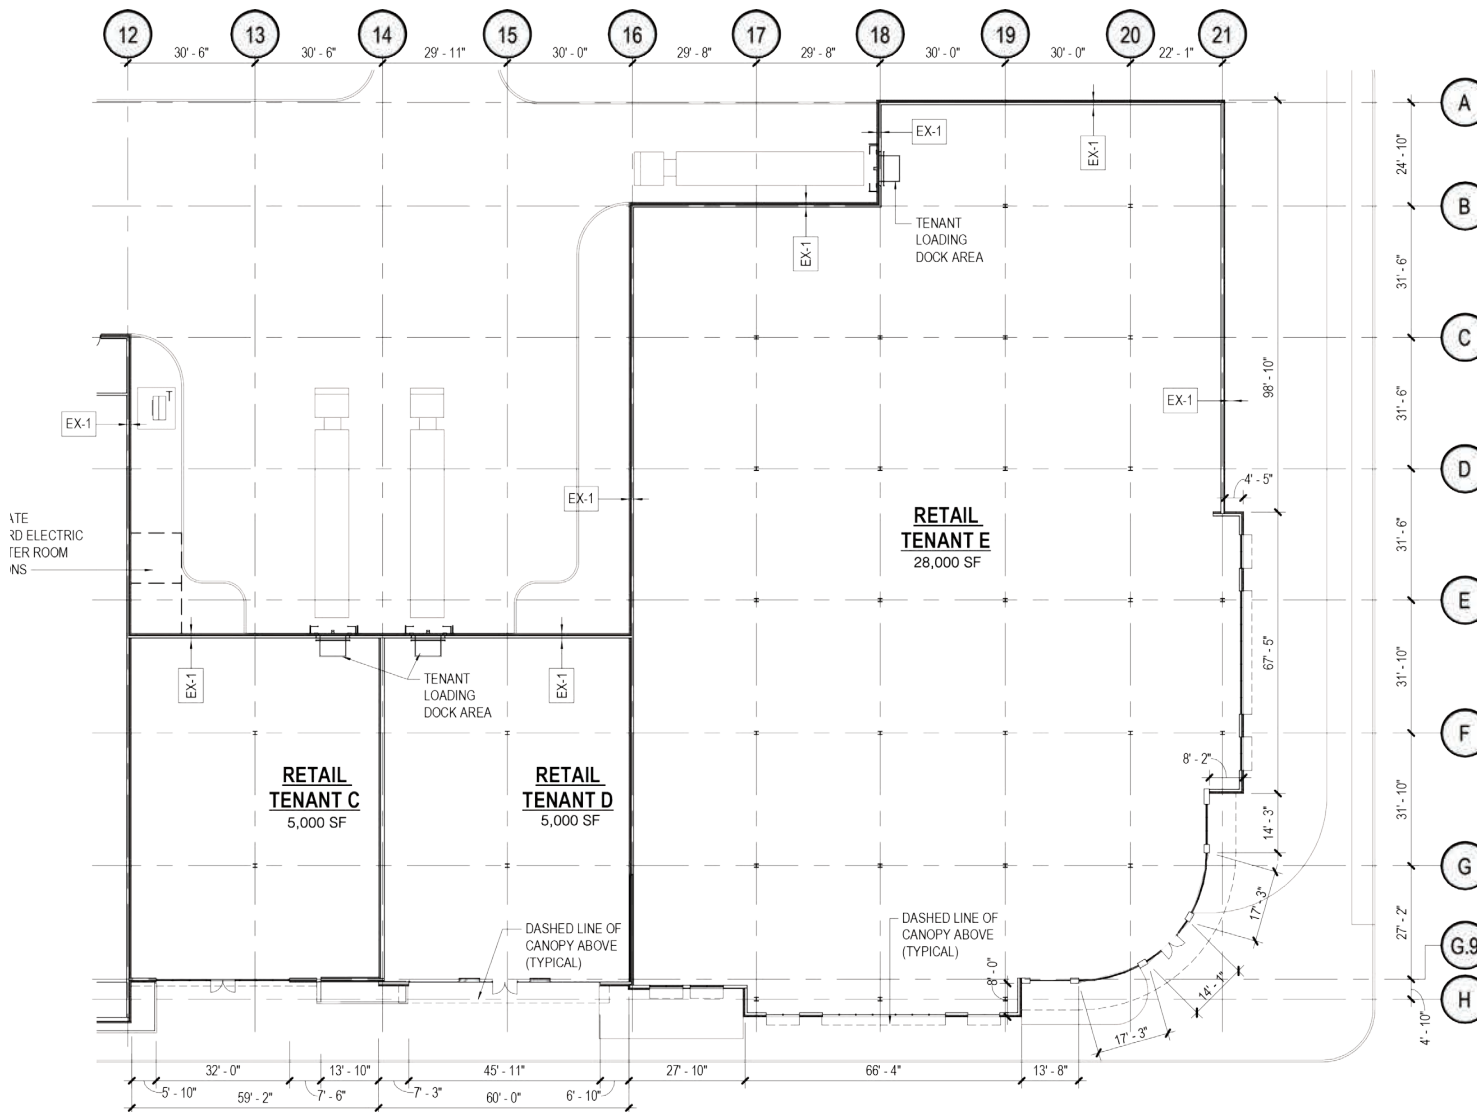 12
13
14
15
16
17
18
19
20
21
30' - 6"
30' - 6"
29' - 11"
30' - 0"
29' - 8"
29' - 8"
30' - 0"
30' - 0"
22' - 1"
A
24' - 10"
B
31' - 6"
C
31' - 6"
D
31' - 6"
E
31' - 10"
F
31' - 10"
G
27' - 2"
G.9
H
4' - 10"
EX-1
EX-1
EX-1
TENANT
LOADING
DOCK AREA
98' - 10"
EX-1
EX-1
T
EX-1
4' - 5"
RD ELECTRIC
RETAIL
TENANT E
28,000 SF
67' - 5"
EX-1
EX-1
TENANT
LOADING
DOCK AREA
RETAIL
TENANT C
5,000 SF
RETAIL
TENANT D
5,000 SF
8' - 2"
14' - 3"
17' - 3"
14' - 1"
17' - 3"
DASHED LINE OF
CANOPY ABOVE
(TYPICAL)
DASHED LINE OF
CANOPY ABOVE
(TYPICAL)
8' - 0"
32' - 0"
13' - 10"
45' - 11"
27' - 10"
66' - 4"
13' - 8"
5' - 10"
7' - 6"
7' - 3"
6' - 10"
59' - 2"
60' - 0"